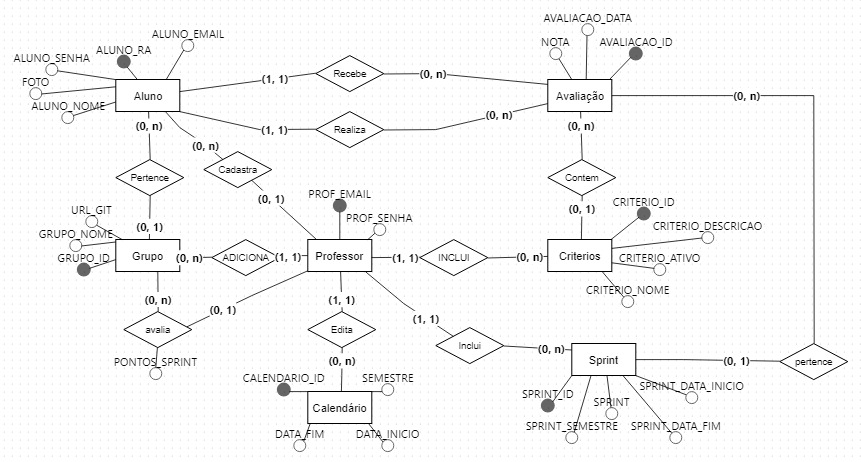 AVALIACAO_DATA
ALUNO_EMAIL
NOTA
AVALIACAO_ID
ALUNO_RA
ALUNO_SENHA
FOTO
ALUNO_NOME
Aluno
(1, 1)
Recebe
(0, n)
Avaliação
(0, n)
(1, 1)
Realiza
(0, n)
(0, n)
(0, n)
(0, n)
Pertence
Cadastra
Contem
(0, 1)
PROF_EMAIL
PROF_SENHA
(0, 1)
CRITERIO_ID
URL_GIT
GRUPO_NOME
GRUPO_ID
(0, 1)
CRITERIO_DESCRICAO
Grupo
(0, n)
ADICIONA
(1, 1)
Professor
(1, 1)
INCLUI
(0, n)
Criterios
CRITERIO_ATIVO
CRITERIO_NOME
(0, n)
(0, 1)
(1, 1)
(1, 1)
avalia
Edita
Inclui
(0, n)
Sprint
(0, 1)
pertence
PONTOS_SPRINT
(0, n)
CALENDARIO_ID
SEMESTRE
SPRINT_ID
SPRINT
SPRINT_DATA_INICIO
Calendário
SPRINT_SEMESTRE
SPRINT_DATA_FIM
DATA_FIM
DATA_INICIO